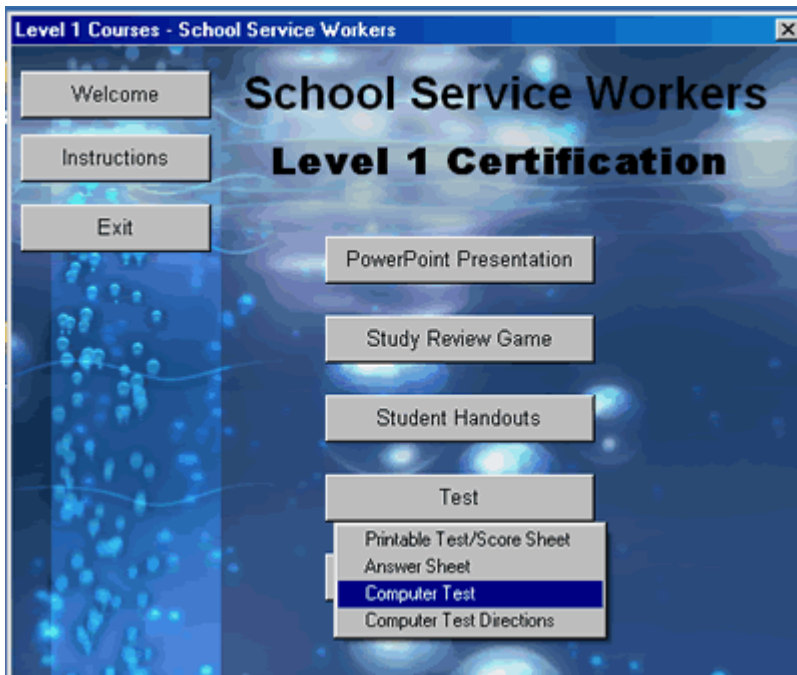 Level 1 Courses - School Service Workers
Welcome
Instructions
Exit
School Service Workers
Level 1 Certification
PowerPoint Presentation
Study Review Game
Student Handouts
Test
Printable Test/Score Sheet
Answer Sheet
Computer Test
Computer Test Directions